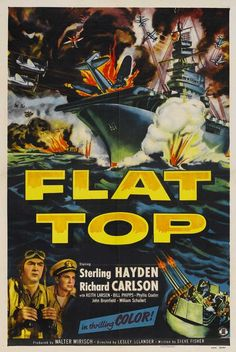 FLAT
TOP
Starring
Sterling HAYDEN
Richard CARLSON
with KEITH LARSEN · BILL PHIPPS · Phyllis Coates
John Bromfield · William Schallert
in thrilling COLOR!
Produced by WALTER MIRISCH · Directed by LESLEY SELANDER · Written by STEVE FISHER